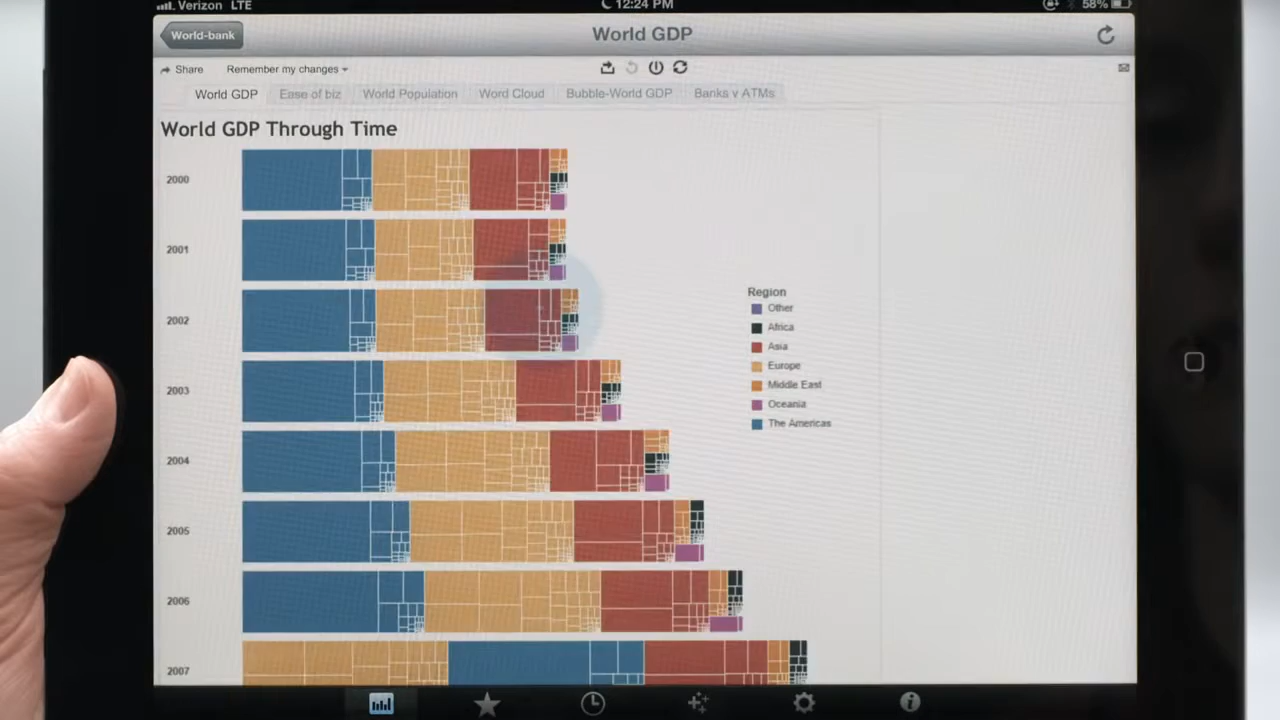 Verizon LTE 12:24 PM 58%
World-bank World GDP
Share Remember my changes
World GDP Ease of biz World Population Word Cloud Bubble-World GDP Banks v ATMs
World GDP Through Time
2000
2001
2002
2003
2004
2005
2006
2007
Region
Other
Africa
Asia
Europe
Middle East
Oceania
The Americas